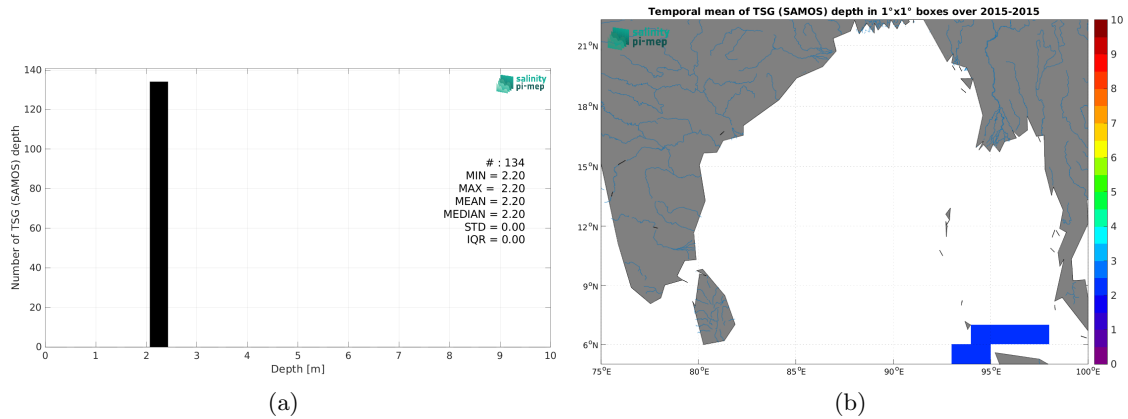 140
120
100
80
60
40
20
0
Number of TSG (SAMOS) depth
salinity
pi-mep
# : 134
MIN = 2.20
MAX = 2.20
MEAN = 2.20
MEDIAN = 2.20
STD = 0.00
IQR = 0.00
0 1 2 3 4 5 6 7 8 9 10
Depth [m]
(a)
Temporal mean of TSG (SAMOS) depth in 1°x1° boxes over 2015-2015
salinity
pi-mep
21°N
18°N
15°N
12°N
9°N
6°N
75°E 80°E 85°E 90°E 95°E 100°E
10
9
8
7
6
5
4
3
2
1
0
(b)